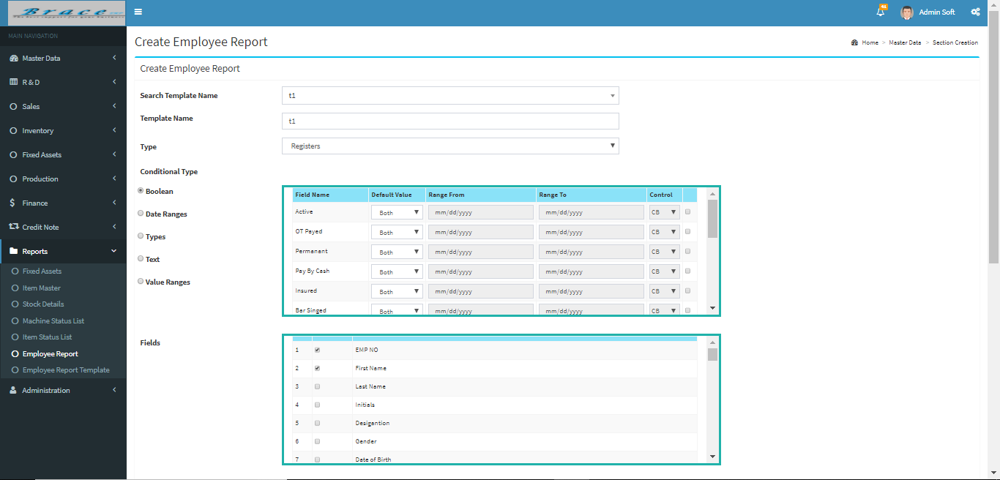 Brace
41
Admin Soft
MAIN NAVIGATION
Master Data
R & D
Sales
Inventory
Fixed Assets
Production
Finance
Credit Note
Reports
Fixed Assets
Item Master
Stock Details
Machine Status List
Item Status List
Employee Report
Employee Report Template
Administration
Create Employee Report
Home > Master Data > Section Creation
Create Employee Report
Search Template Name t1
Template Name t1
Type Registers
Conditional Type
Boolean
Date Ranges
Types
Text
Value Ranges
Field Name Default Value Range From Range To Control
Active Both mm/dd/yyyy mm/dd/yyyy CB
OT Payed Both mm/dd/yyyy mm/dd/yyyy CB
Permanant Both mm/dd/yyyy mm/dd/yyyy CB
Pay By Cash Both mm/dd/yyyy mm/dd/yyyy CB
Insured Both mm/dd/yyyy mm/dd/yyyy CB
Bar Singed Both mm/dd/yyyy mm/dd/yyyy CB
Fields
1 EMP NO
2 First Name
3 Last Name
4 Initials
5 Desigantion
6 Gender
7 Date of Birth